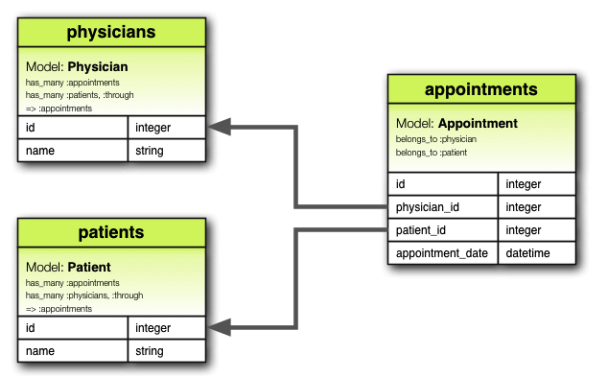 physicians
Model: Physician
has_many :appointments
has_many :patients, :through
=> :appointments
id integer
name string
appointments
Model: Appointment
belongs_to :physician
belongs_to :patient
id integer
physician_id integer
patient_id integer
appointment_date datetime
patients
Model: Patient
has_many :appointments
has_many :physicians, :through
=> :appointments
id integer
name string